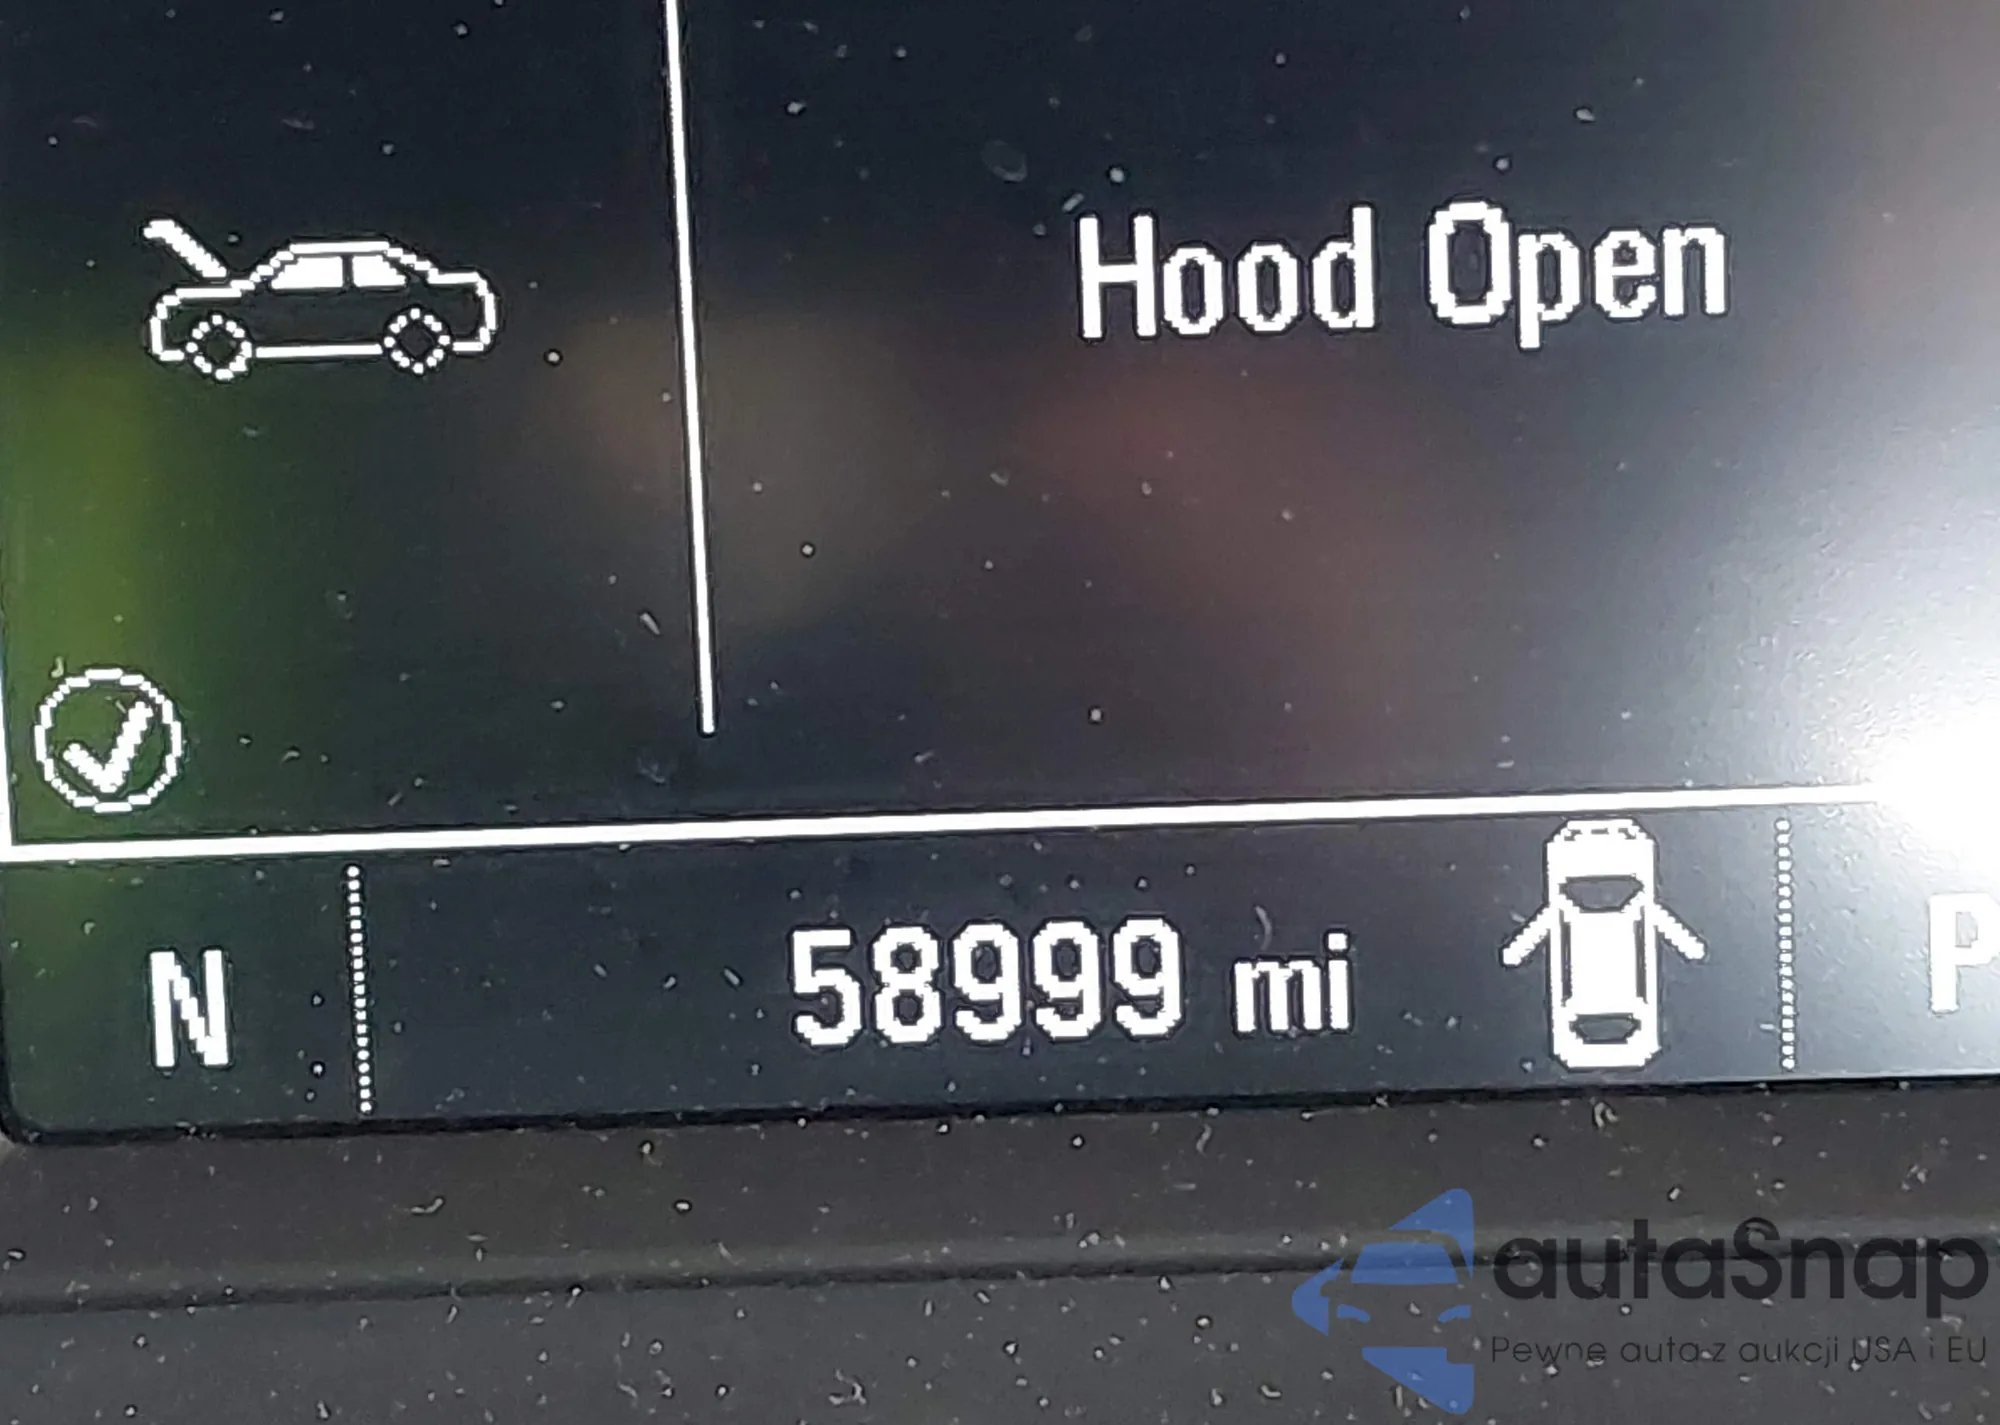 Hood Open
N 58999 mi P
autaSnap
Pewne auta z aukcji USA i EU